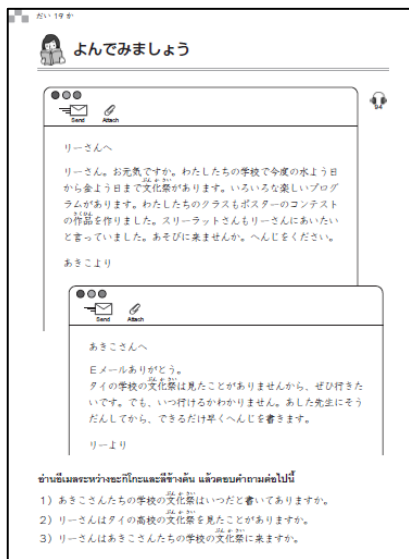 だい 19 か
よんでみましょう
94
Send Attach
リーさんへ
リーさん。お元気ですか。わたしたちの学校で今度の水よう日
から金よう日まで文化祭があります。いろいろな楽しいプログ
ラムがあります。わたしたちのクラスもポスターのコンテスト
の作品を作りました。スリーラットさんもリーさんにあいたい
と言っていました。あそびに来ませんか。へんじをください。
あきこより
Send Attach
あきこさんへ
Eメールありがとう。
タイの学校の文化祭は見たことがありませんから、ぜひ行きた
いです。でも、いつ行けるかわかりません。あした先生にそう
だんしてから、できるだけ早くへんじを書きます。
リーより
อ่านอีเมลระหว่างอะกิโกะและลีข้างต้น แล้วตอบคำถามต่อไปนี้
1) あきこさんたちの学校の文化祭はいつだと書いてありますか。
2) リーさんはタイの高校の文化祭を見たことがありますか。
3) リーさんはあきこさんたちの学校の文化祭に来ますか。